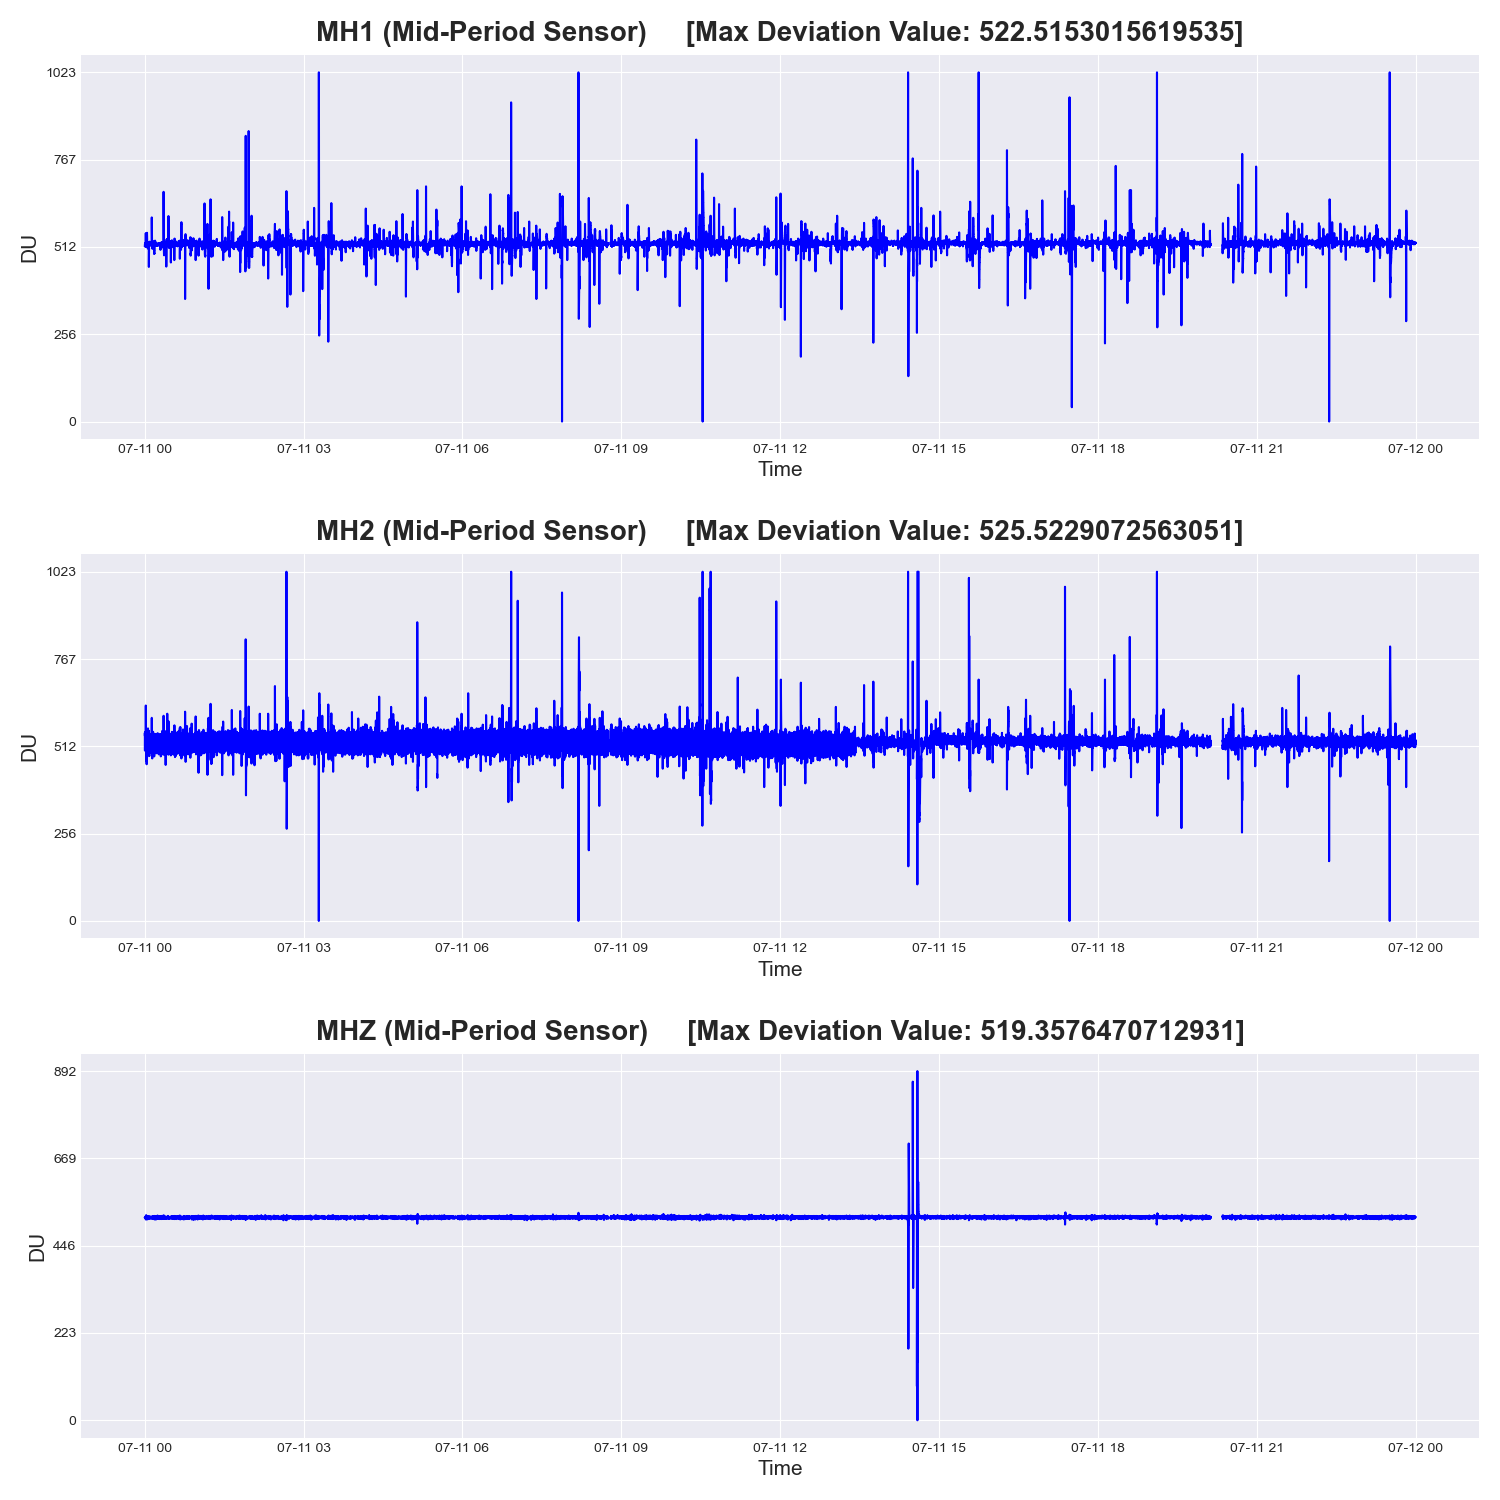 MH1 (Mid-Period Sensor) [Max Deviation Value: 522.5153015619535]
1023
767
512
256
0
DU
07-11 00 07-11 03 07-11 06 07-11 09 07-11 12 07-11 15 07-11 18 07-11 21 07-12 00
Time
MH2 (Mid-Period Sensor) [Max Deviation Value: 525.5229072563051]
1023
767
512
256
0
DU
07-11 00 07-11 03 07-11 06 07-11 09 07-11 12 07-11 15 07-11 18 07-11 21 07-12 00
Time
MHZ (Mid-Period Sensor) [Max Deviation Value: 519.3576470712931]
892
669
446
223
0
DU
07-11 00 07-11 03 07-11 06 07-11 09 07-11 12 07-11 15 07-11 18 07-11 21 07-12 00
Time